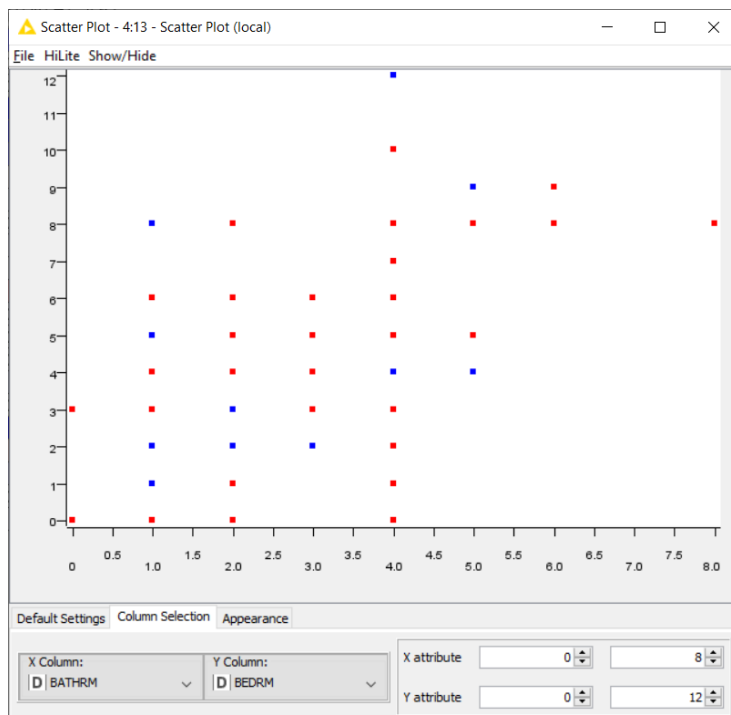 Scatter Plot - 4:13 - Scatter Plot (local)
File HiLite Show/Hide
12
11
10
9
8
7
6
5
4
3
2
1
0
0.5 1.5 2.5 3.5 4.5 5.5 6.5 7.5
0 1.0 2.0 3.0 4.0 5.0 6.0 7.0 8.0
Default Settings Column Selection Appearance
X Column: Y Column:
D BATHRM D BEDRM
X attribute 0 8
Y attribute 0 12